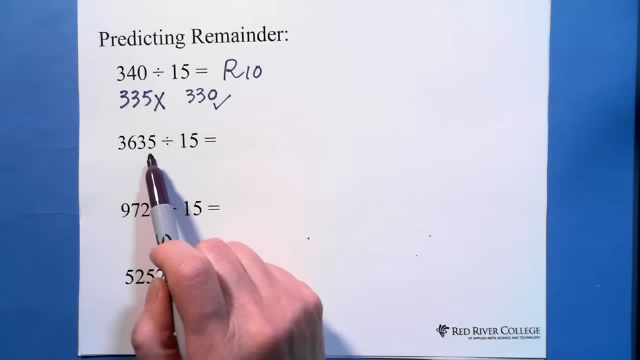 Predicting Remainder:
340 ÷ 15 = R10
335X 330✓
3635 ÷ 15 =
972 ÷ 15 =
5252
RED RIVER COLLEGE
OF APPLIED ARTS, SCIENCE AND TECHNOLOGY